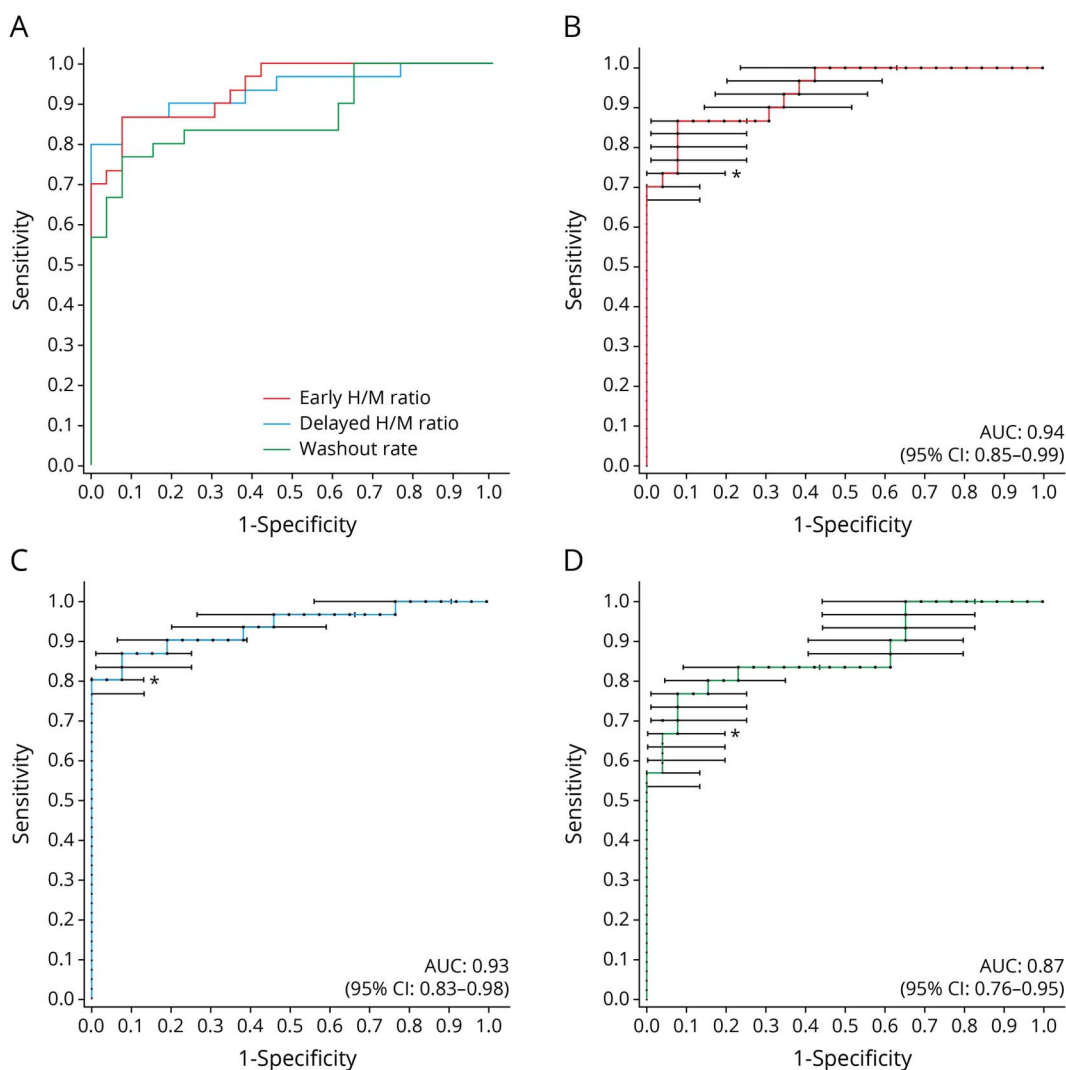 A
1.0
0.9
0.8
0.7
0.6
0.5
0.4
0.3
0.2
0.1
0.0
Sensitivity
Early H/M ratio
Delayed H/M ratio
Washout rate
0.0 0.1 0.2 0.3 0.4 0.5 0.6 0.7 0.8 0.9 1.0
1-Specificity
B
1.0
0.9
0.8
0.7
0.6
0.5
0.4
0.3
0.2
0.1
0.0
Sensitivity
*
AUC: 0.94
(95% CI: 0.85–0.99)
0.0 0.1 0.2 0.3 0.4 0.5 0.6 0.7 0.8 0.9 1.0
1-Specificity
C
1.0
0.9
0.8
0.7
0.6
0.5
0.4
0.3
0.2
0.1
0.0
Sensitivity
*
AUC: 0.93
(95% CI: 0.83–0.98)
0.0 0.1 0.2 0.3 0.4 0.5 0.6 0.7 0.8 0.9 1.0
1-Specificity
D
1.0
0.9
0.8
0.7
0.6
0.5
0.4
0.3
0.2
0.1
0.0
Sensitivity
*
AUC: 0.87
(95% CI: 0.76–0.95)
0.0 0.1 0.2 0.3 0.4 0.5 0.6 0.7 0.8 0.9 1.0
1-Specificity